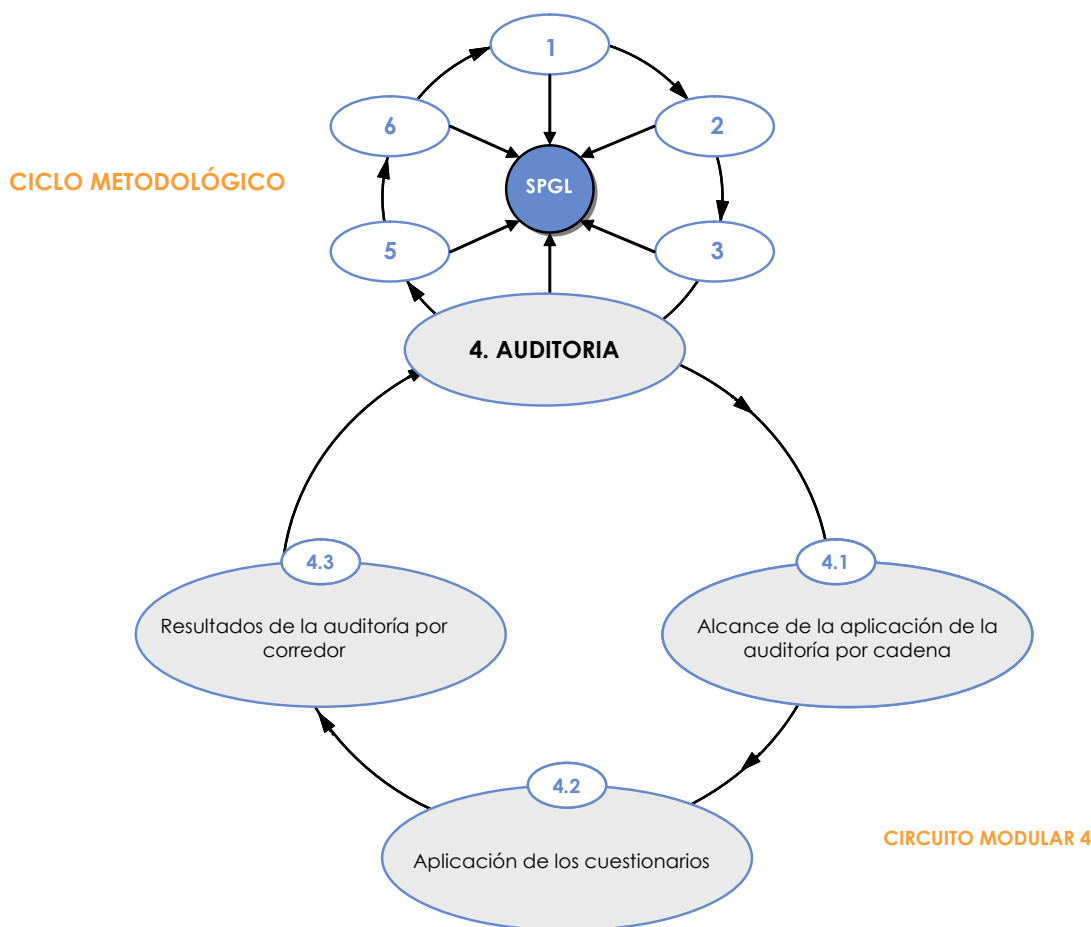 1
6
2
CICLO METODOLÓGICO
SPGL
5
3
4. AUDITORIA
4.3
4.1
Resultados de la auditoría por
corredor
Alcance de la aplicación de la
auditoría por cadena
4.2
CIRCUITO MODULAR 4
Aplicación de los cuestionarios